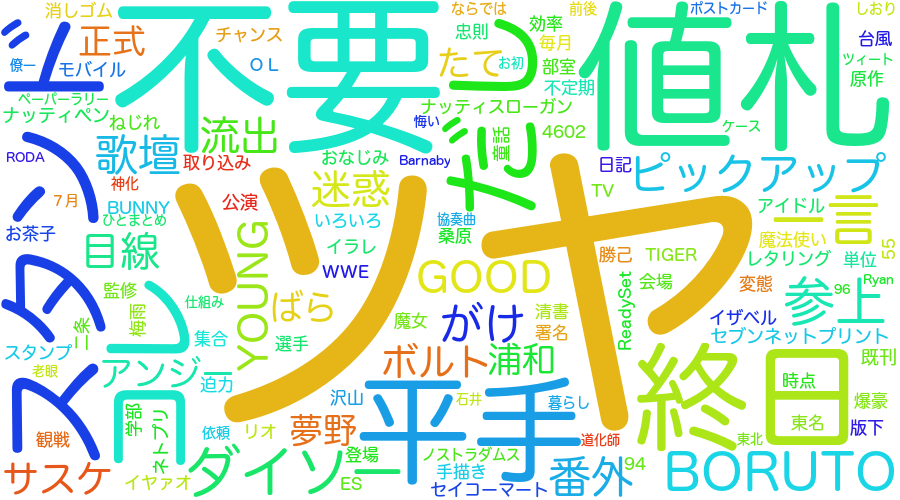 消しゴム
ならでは
ポストカード
しおり
ド
正式
チャンス
忠則
効率
前後
台風
僚一
モバイル
OL
不要
たて
お初
毎月
部室
値札
ツィート
原作
ペーパーラリー
ナッティペン
ナッティスローガン
不定期
ねじれ
流出
悔い
だし
童話
4602
ケース
RODA
歌壇
取り込み
おなじみ
Barnaby
日記
ピックアップ
神化
7月
BUNNY
公演
迷惑
TV
アイドル
一言
ひとまとめ
いろいろ
協奏曲
桑原
魔法使い
55
お茶子
目線
YOUNG
イラレ
WWE
GOOD
勝己
TIGER
レタリング
単位
スタンド
監修
梅雨
仕組み
ばら
魔女
がけ
清書
署名
ReadySet
会場
変態
96
Ryan
参上
二条
集合
選手
イザベル
セブンネットプリント
スタンプ
老眼
コレ
アンジー
迫力
ボルト
浦和
ツヤ
終日
時点
既刊
学部
ネトプリ
依頼
リオ
夢野
沢山
平手
石井
暮らし
道化師
東名
爆豪
版下
観戦
東北
サスケ
イヤァオ
ダイソー
登場
ES
ノストラダムス
手描き
セイコーマート
番外
94
BORUTO